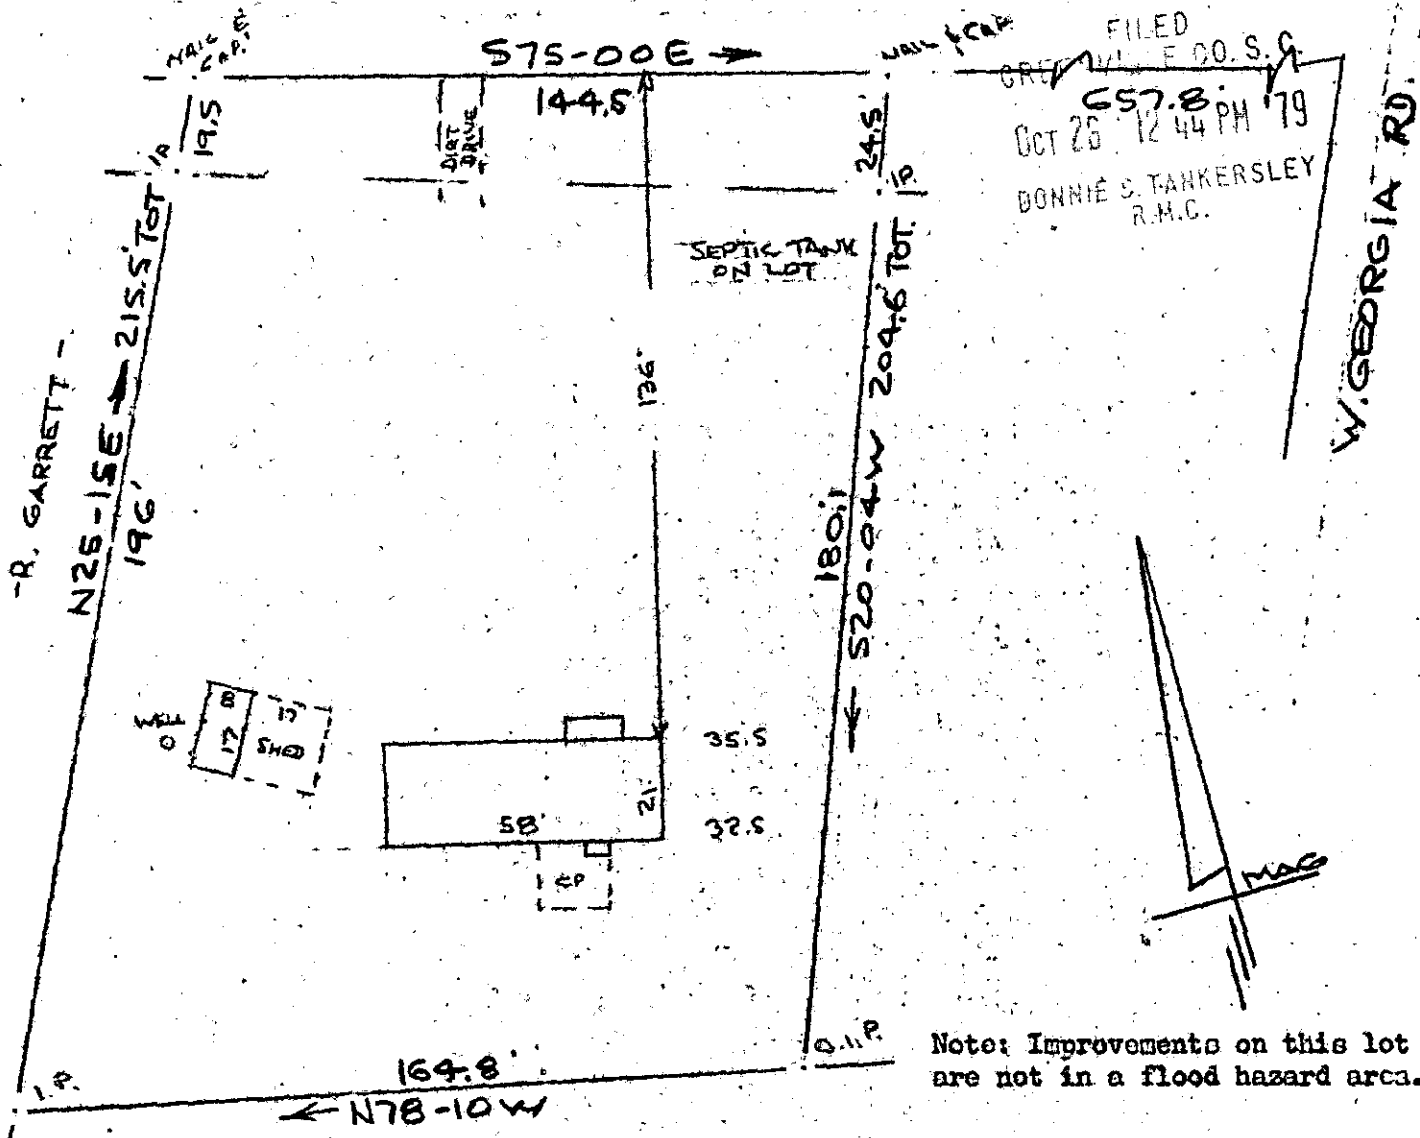 NAIL &
CAP.
S75-00E
NAIL & CAP.
FILED
GREENVILLE CO. S. C.
657.8'
OCT 26 12 44 PM '79
DONNIE S. TANKERSLEY
R.M.C.
144.5'
DIRT
DRIVE
19.5
24.5'
I.P.
W. GEORGIA RD.
SEPTIC TANK
ON LOT
N25-15E 215.5' TOT
196'
-R. GARRETT-
136'
180.1'
S20-04W 204.6' TOT.
WELL
8
17
17
SHED
35.5
21'
58'
32.5
CP
MAG
I.P.
164.8'
N78-10W
O.I.P.
Note: Improvements on this lot
are not in a flood hazard area.